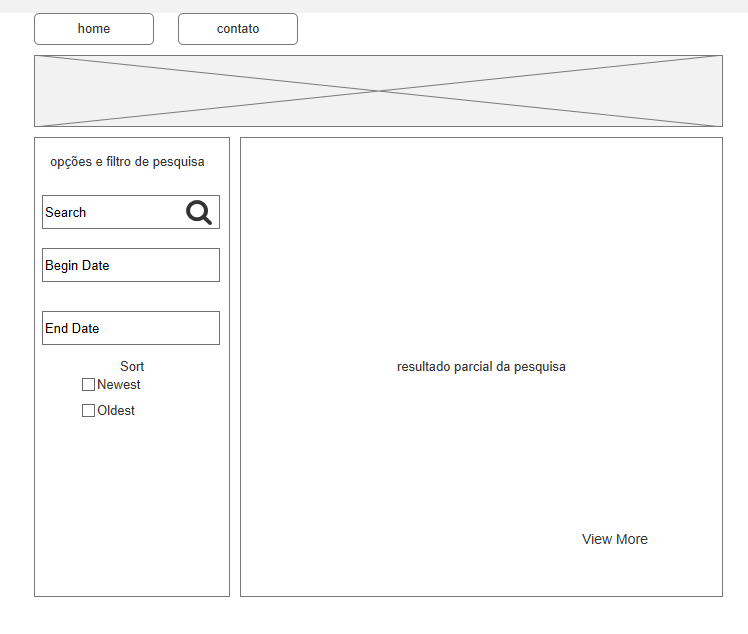 home
contato
opções e filtro de pesquisa
Search
Begin Date
End Date
Sort
Newest
Oldest
resultado parcial da pesquisa
View More